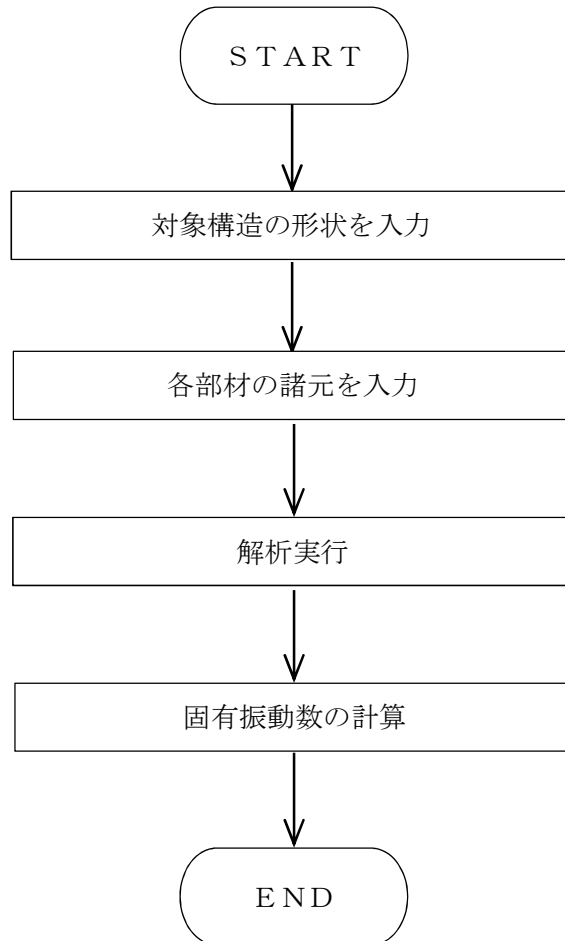 ＳＴＡＲＴ
対象構造の形状を入力
各部材の諸元を入力
解析実行
固有振動数の計算
ＥＮＤ